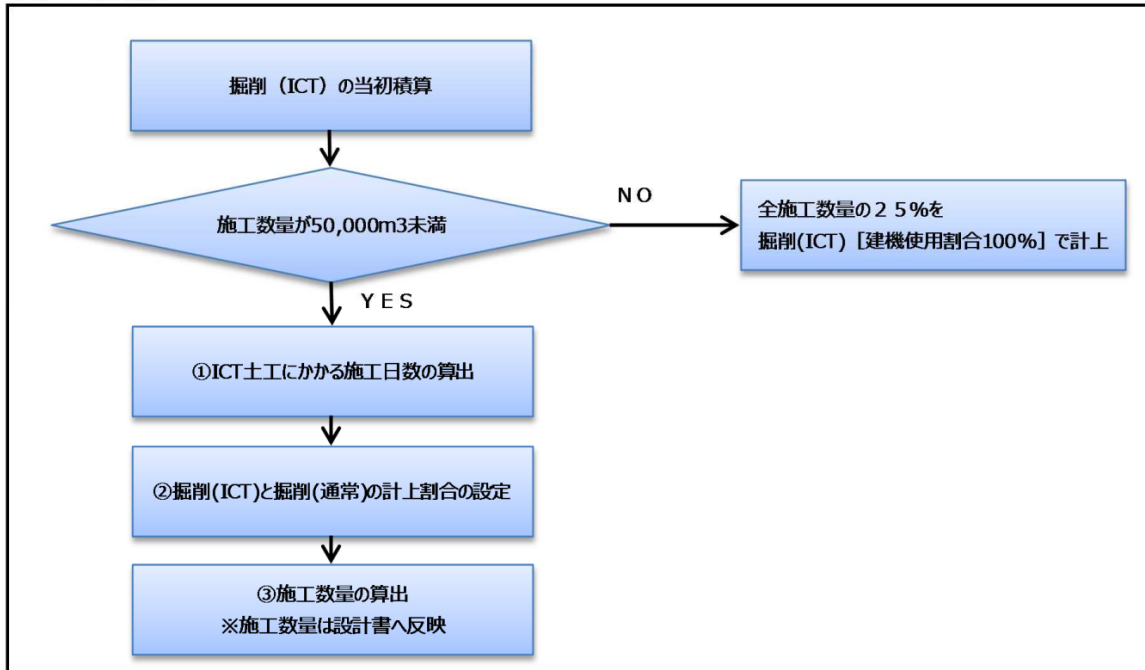 掘削（ICT）の当初積算
施工数量が50,000m3未満
NO
全施工数量の２５%を
掘削(ICT)［建機使用割合100%］で計上
YES
①ICT土工にかかる施工日数の算出
②掘削(ICT)と掘削(通常)の計上割合の設定
③施工数量の算出
※施工数量は設計書へ反映